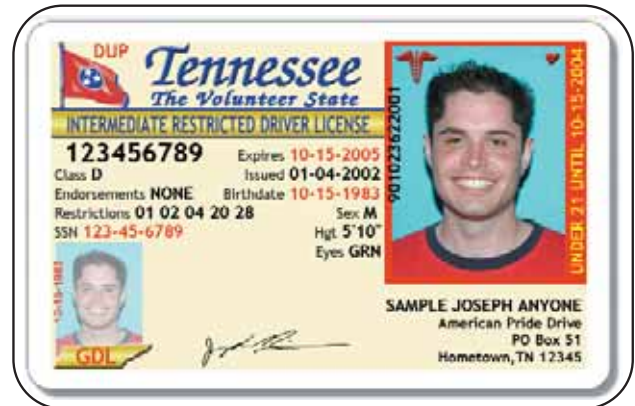 DUP
Tennessee
The Volunteer State
INTERMEDIATE RESTRICTED DRIVER LICENSE
123456789 Expires 10-15-2005
Class D Issued 01-04-2002
Endorsements NONE Birthdate 10-15-1983
Restrictions 01 02 04 20 28 Sex M
SSN 123-45-6789 Hgt 5'10"
Eyes GRN
10-15-1983
GDL
901023622001
UNDER 21 UNTIL 10-15-2004
SAMPLE JOSEPH ANYONE
American Pride Drive
PO Box 51
Hometown, TN 12345